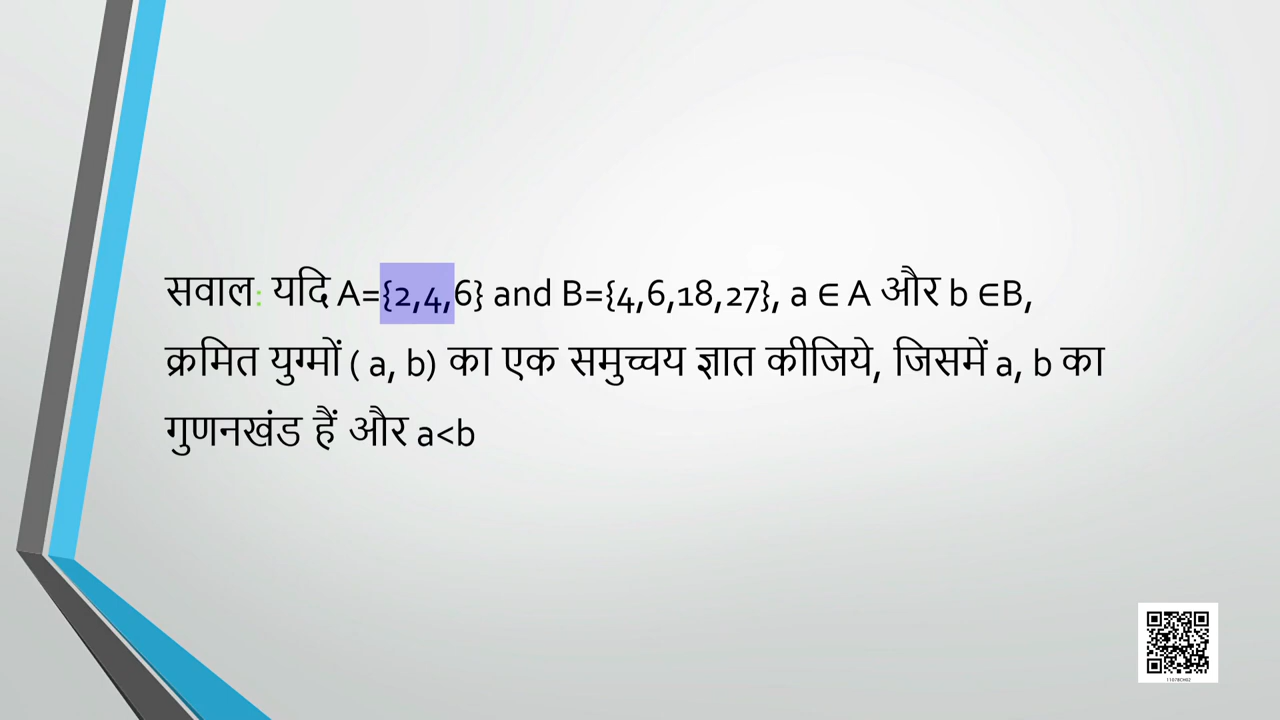 सवाल: यदि A={2,4,6} and B={4,6,18,27}, a ∈ A और b ∈B,
क्रमित युग्मों ( a, b) का एक समुच्चय ज्ञात कीजिये, जिसमें a, b का
गुणनखंड हैं और a<b